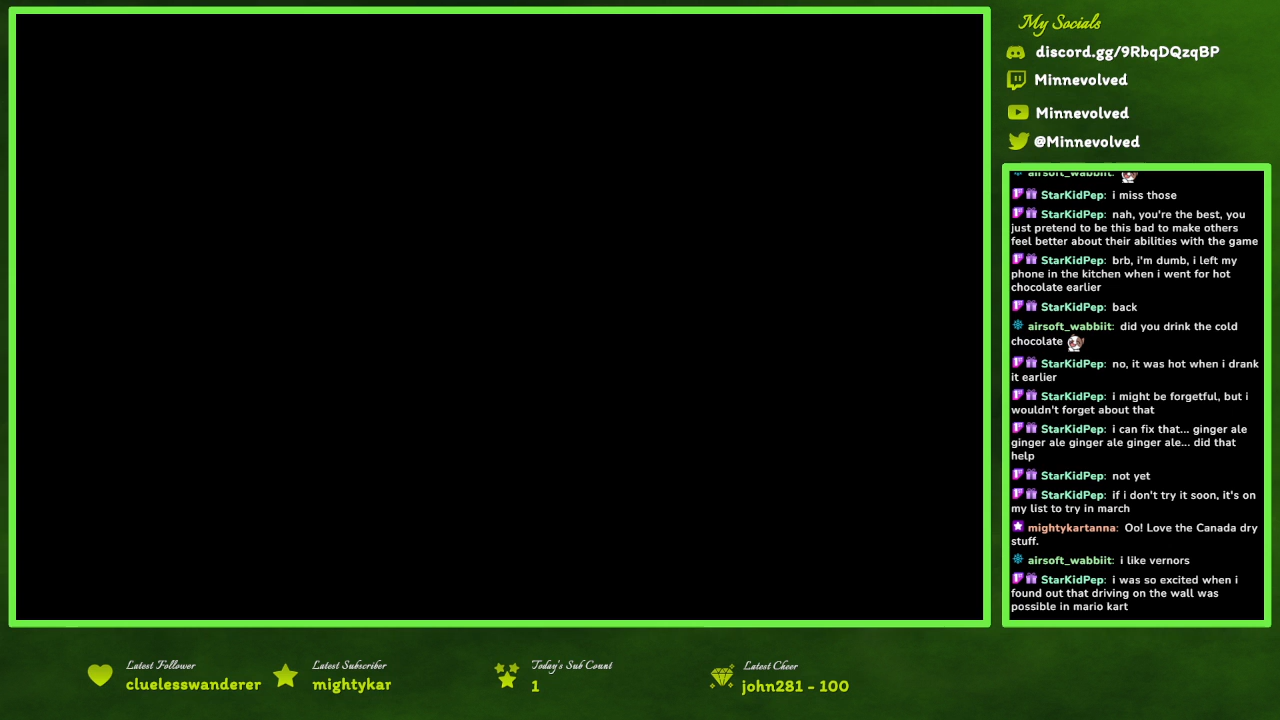 My Socials
discord.gg/9RbqDQzqBP
Minnevolved
Minnevolved
@Minnevolved
airsoft_wabbiit:
StarKidPep: i miss those
StarKidPep: nah, you're the best, you
just pretend to be this bad to make others
feel better about their abilities with the game
StarKidPep: brb, i'm dumb, i left my
phone in the kitchen when i went for hot
chocolate earlier
StarKidPep: back
airsoft_wabbiit: did you drink the cold
chocolate
StarKidPep: no, it was hot when i drank
it earlier
StarKidPep: i might be forgetful, but i
wouldn't forget about that
StarKidPep: i can fix that... ginger ale
ginger ale ginger ale ginger ale... did that
help
StarKidPep: not yet
StarKidPep: if i don't try it soon, it's on
my list to try in march
mightykartanna: Oo! Love the Canada dry
stuff.
airsoft_wabbiit: i like vernors
StarKidPep: i was so excited when i
found out that driving on the wall was
possible in mario kart
Latest Follower
cluelesswanderer
Latest Subscriber
mightykar
Today's Sub Count
1
Latest Cheer
john281 - 100